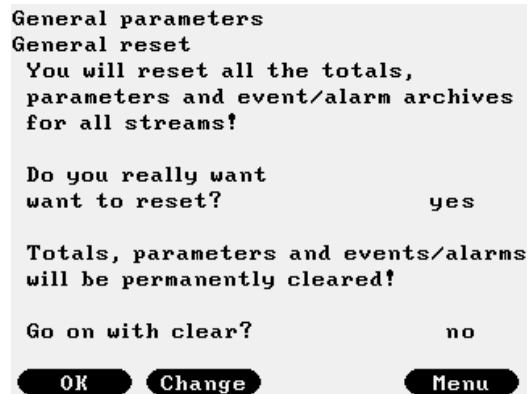 General parameters
General reset
You will reset all the totals,
parameters and event/alarm archives
for all streams!
Do you really want
want to reset? yes
Totals, parameters and events/alarms
will be permanently cleared!
Go on with clear? no
OK Change Menu